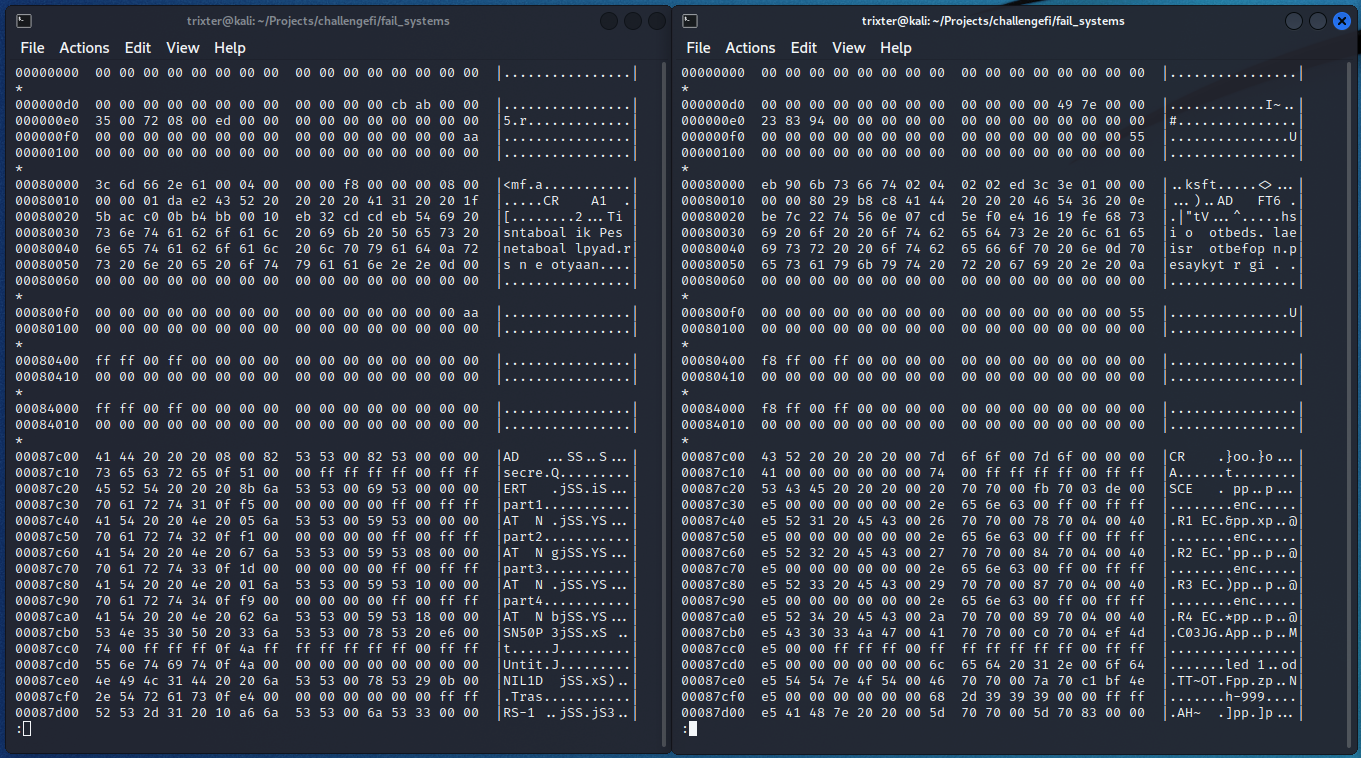 trixter@kali: ~/Projects/challengefi/fail_systems
File Actions Edit View Help
00000000  00 00 00 00 00 00 00 00  00 00 00 00 00 00 00 00  |................|
*
000000d0  00 00 00 00 00 00 00 00  00 00 00 00 cb ab 00 00  |................|
000000e0  35 00 72 08 00 ed 00 00  00 00 00 00 00 00 00 00  |5.r.............|
000000f0  00 00 00 00 00 00 00 00  00 00 00 00 00 00 00 aa  |................|
00000100  00 00 00 00 00 00 00 00  00 00 00 00 00 00 00 00  |................|
*
00080000  3c 6d 66 2e 61 00 04 00  00 00 f8 00 00 00 08 00  |<mf.a...........|
00080010  00 00 01 da e2 43 52 20  20 20 20 41 31 20 20 1f  |.....CR    A1  .|
00080020  5b ac c0 0b b4 bb 00 10  eb 32 cd cd eb 54 69 20  |[........2...Ti |
00080030  73 6e 74 61 62 6f 61 6c  20 69 6b 20 50 65 73 20  |sntaboal ik Pes |
00080040  6e 65 74 61 62 6f 61 6c  20 6c 70 79 61 64 0a 72  |netaboal lpyad.r|
00080050  73 20 6e 20 65 20 6f 74  79 61 61 6e 2e 2e 0d 00  |s n e otyaan....|
00080060  00 00 00 00 00 00 00 00  00 00 00 00 00 00 00 00  |................|
*
000800f0  00 00 00 00 00 00 00 00  00 00 00 00 00 00 00 aa  |................|
00080100  00 00 00 00 00 00 00 00  00 00 00 00 00 00 00 00  |................|
*
00080400  ff ff 00 ff 00 00 00 00  00 00 00 00 00 00 00 00  |................|
00080410  00 00 00 00 00 00 00 00  00 00 00 00 00 00 00 00  |................|
*
00084000  ff ff 00 ff 00 00 00 00  00 00 00 00 00 00 00 00  |................|
00084010  00 00 00 00 00 00 00 00  00 00 00 00 00 00 00 00  |................|
*
00087c00  41 44 20 20 20 08 00 82  53 53 00 82 53 00 00 00  |AD   ...SS..S...|
00087c10  73 65 63 72 65 0f 51 00  00 ff ff ff ff 00 ff ff  |secre.Q.........|
00087c20  45 52 54 20 20 20 8b 6a  53 53 00 69 53 00 00 00  |ERT   .jSS.iS...|
00087c30  70 61 72 74 31 0f f5 00  00 00 00 00 ff 00 ff ff  |part1...........|
00087c40  41 54 20 20 4e 20 05 6a  53 53 00 59 53 00 00 00  |AT  N .jSS.YS...|
00087c50  70 61 72 74 32 0f f1 00  00 00 00 00 ff 00 ff ff  |part2...........|
00087c60  41 54 20 20 4e 20 67 6a  53 53 00 59 53 08 00 00  |AT  N gjSS.YS...|
00087c70  70 61 72 74 33 0f 1d 00  00 00 00 00 ff 00 ff ff  |part3...........|
00087c80  41 54 20 20 4e 20 01 6a  53 53 00 59 53 10 00 00  |AT  N .jSS.YS...|
00087c90  70 61 72 74 34 0f f9 00  00 00 00 00 ff 00 ff ff  |part4...........|
00087ca0  41 54 20 20 4e 20 62 6a  53 53 00 59 53 18 00 00  |AT  N bjSS.YS...|
00087cb0  53 4e 35 30 50 20 33 6a  53 53 00 78 53 20 e6 00  |SN50P 3jSS.xS ..|
00087cc0  74 00 ff ff ff 0f 4a ff  ff ff ff ff ff 00 ff ff  |t.....J.........|
00087cd0  55 6e 74 69 74 0f 4a 00  00 00 00 00 00 00 00 00  |Untit.J.........|
00087ce0  4e 49 4c 31 44 20 20 6a  53 53 00 78 53 29 0b 00  |NIL1D  jSS.xS)..|
00087cf0  2e 54 72 61 73 0f e4 00  00 00 00 00 00 00 ff ff  |.Tras...........|
00087d00  52 53 2d 31 20 10 a6 6a  53 53 00 6a 53 33 00 00  |RS-1 ..jSS.jS3..|
:
trixter@kali: ~/Projects/challengefi/fail_systems
File Actions Edit View Help
00000000  00 00 00 00 00 00 00 00  00 00 00 00 00 00 00 00  |................|
*
000000d0  00 00 00 00 00 00 00 00  00 00 00 00 49 7e 00 00  |............I~..|
000000e0  23 83 94 00 00 00 00 00  00 00 00 00 00 00 00 00  |#...............|
000000f0  00 00 00 00 00 00 00 00  00 00 00 00 00 00 00 55  |...............U|
00000100  00 00 00 00 00 00 00 00  00 00 00 00 00 00 00 00  |................|
*
00080000  eb 90 6b 73 66 74 02 04  02 02 ed 3c 3e 01 00 00  |..ksft.....<>...|
00080010  00 00 80 29 b8 c8 41 44  20 20 20 46 54 36 20 0e  |...)..AD   FT6 .|
00080020  be 7c 22 74 56 0e 07 cd  5e f0 e4 16 19 fe 68 73  |.|"tV...^.....hs|
00080030  69 20 6f 20 20 6f 74 62  65 64 73 2e 20 6c 61 65  |i o  otbeds. lae|
00080040  69 73 72 20 20 6f 74 62  65 66 6f 70 20 6e 0d 70  |isr  otbefop n.p|
00080050  65 73 61 79 6b 79 74 20  72 20 67 69 20 2e 20 0a  |esaykyt r gi . .|
00080060  00 00 00 00 00 00 00 00  00 00 00 00 00 00 00 00  |................|
*
000800f0  00 00 00 00 00 00 00 00  00 00 00 00 00 00 00 55  |...............U|
00080100  00 00 00 00 00 00 00 00  00 00 00 00 00 00 00 00  |................|
*
00080400  f8 ff 00 ff 00 00 00 00  00 00 00 00 00 00 00 00  |................|
00080410  00 00 00 00 00 00 00 00  00 00 00 00 00 00 00 00  |................|
*
00084000  f8 ff 00 ff 00 00 00 00  00 00 00 00 00 00 00 00  |................|
00084010  00 00 00 00 00 00 00 00  00 00 00 00 00 00 00 00  |................|
*
00087c00  43 52 20 20 20 20 00 7d  6f 6f 00 7d 6f 00 00 00  |CR    .}oo.}o...|
00087c10  41 00 00 00 00 00 74 00  00 ff ff ff ff 00 ff ff  |A.....t.........|
00087c20  53 43 45 20 20 20 00 20  70 70 00 fb 70 03 de 00  |SCE   . pp..p...|
00087c30  e5 00 00 00 00 00 00 2e  65 6e 63 00 ff 00 ff ff  |........enc.....|
00087c40  e5 52 31 20 45 43 00 26  70 70 00 78 70 04 00 40  |.R1 EC.&pp.xp..@|
00087c50  e5 00 00 00 00 00 00 2e  65 6e 63 00 ff 00 ff ff  |........enc.....|
00087c60  e5 52 32 20 45 43 00 27  70 70 00 84 70 04 00 40  |.R2 EC.'pp..p..@|
00087c70  e5 00 00 00 00 00 00 2e  65 6e 63 00 ff 00 ff ff  |........enc.....|
00087c80  e5 52 33 20 45 43 00 29  70 70 00 87 70 04 00 40  |.R3 EC.)pp..p..@|
00087c90  e5 00 00 00 00 00 00 2e  65 6e 63 00 ff 00 ff ff  |........enc.....|
00087ca0  e5 52 34 20 45 43 00 2a  70 70 00 89 70 04 00 40  |.R4 EC.*pp..p..@|
00087cb0  e5 43 30 33 4a 47 00 41  70 70 00 c0 70 04 ef 4d  |.C03JG.App..p..M|
00087cc0  e5 00 00 ff ff ff ff ff  ff ff ff ff ff 00 ff ff  |................|
00087cd0  e5 00 00 00 00 00 00 6c  65 64 20 31 2e 00 6f 64  |.......led 1..od|
00087ce0  e5 54 54 7e 4f 54 00 46  70 70 00 7a 70 c1 bf 4e  |.TT~OT.Fpp.zp..N|
00087cf0  e5 00 00 00 00 00 00 68  2d 39 39 39 00 00 ff ff  |.......h-999....|
00087d00  e5 41 48 7e 20 20 00 5d  70 70 00 5d 70 83 00 00  |.AH~  .]pp.]p...|
: